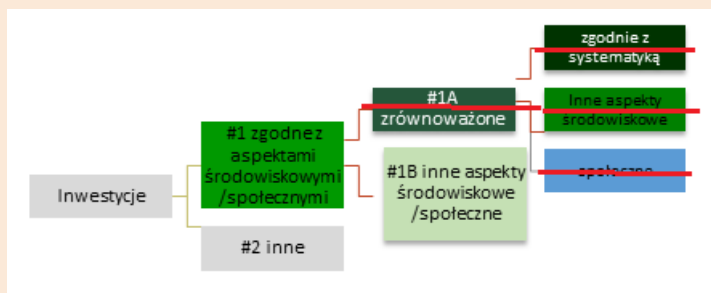 zgodnie z
systematyką
#1A
zrównoważone
Inne aspekty
środowiskowe
#1 zgodne z
aspektami
środowiskowymi
/społecznymi
#1B inne aspekty
środowiskowe
/społeczne
społeczne
Inwestycje
#2 inne